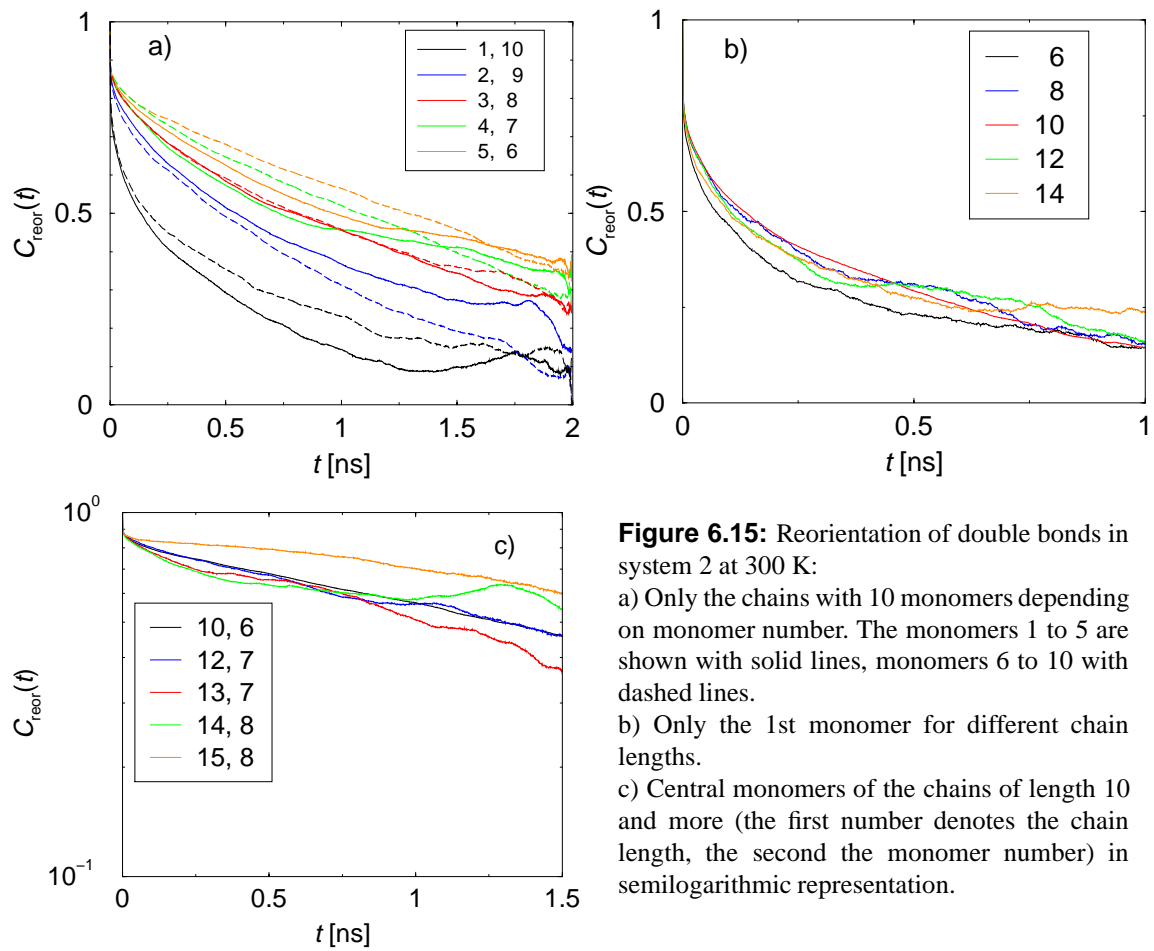 1
a)
1, 10
2, 9
3, 8
4, 7
5, 6
C_reor(t)
0.5
0
0 0.5 1 1.5 2
t [ns]
1
b)
6
8
10
12
14
C_reor(t)
0.5
0
0 0.5 1
t [ns]
10^0
c)
10, 6
12, 7
13, 7
14, 8
15, 8
C_reor(t)
10^−1
0 0.5 1 1.5
t [ns]
Figure 6.15: Reorientation of double bonds in
system 2 at 300 K:
a) Only the chains with 10 monomers depending
on monomer number. The monomers 1 to 5 are
shown with solid lines, monomers 6 to 10 with
dashed lines.
b) Only the 1st monomer for different chain
lengths.
c) Central monomers of the chains of length 10
and more (the first number denotes the chain
length, the second the monomer number) in
semilogarithmic representation.